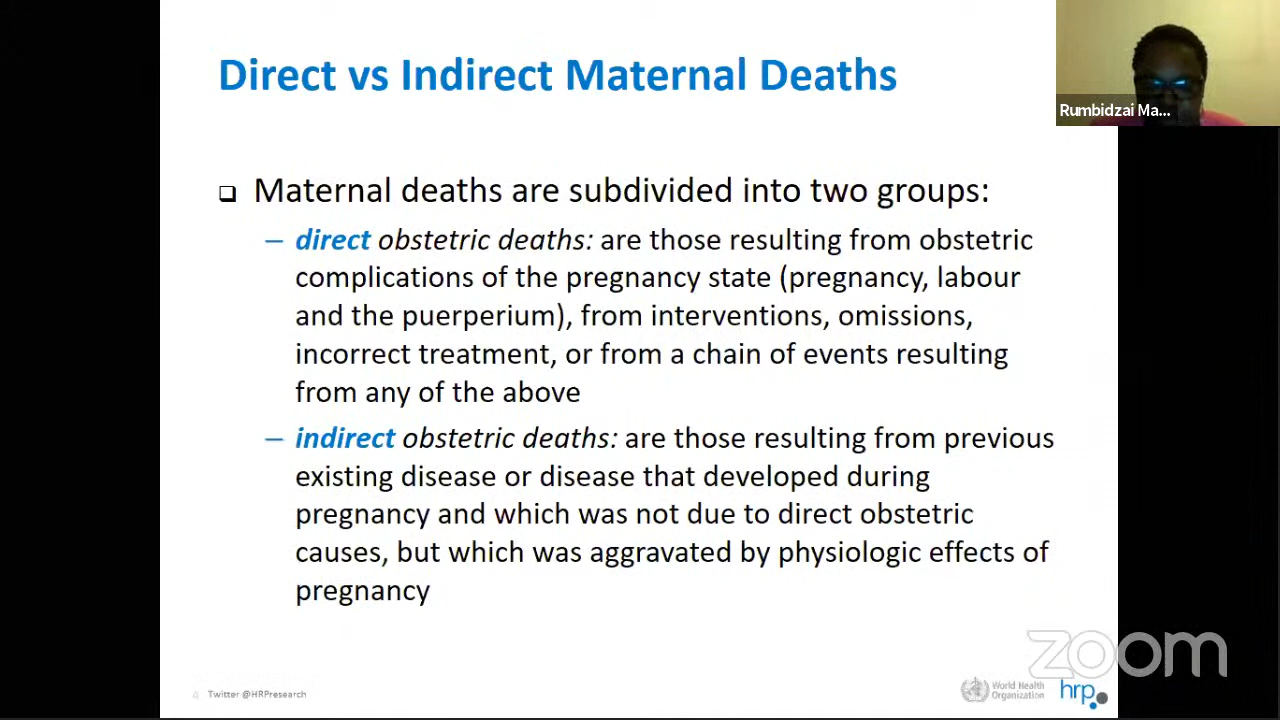 Direct vs Indirect Maternal Deaths
Rumbidzai Ma...
Maternal deaths are subdivided into two groups:
– direct obstetric deaths: are those resulting from obstetric
complications of the pregnancy state (pregnancy, labour
and the puerperium), from interventions, omissions,
incorrect treatment, or from a chain of events resulting
from any of the above
– indirect obstetric deaths: are those resulting from previous
existing disease or disease that developed during
pregnancy and which was not due to direct obstetric
causes, but which was aggravated by physiologic effects of
pregnancy
zoom
4 Twitter @HRPresearch
World Health
Organization
hrp